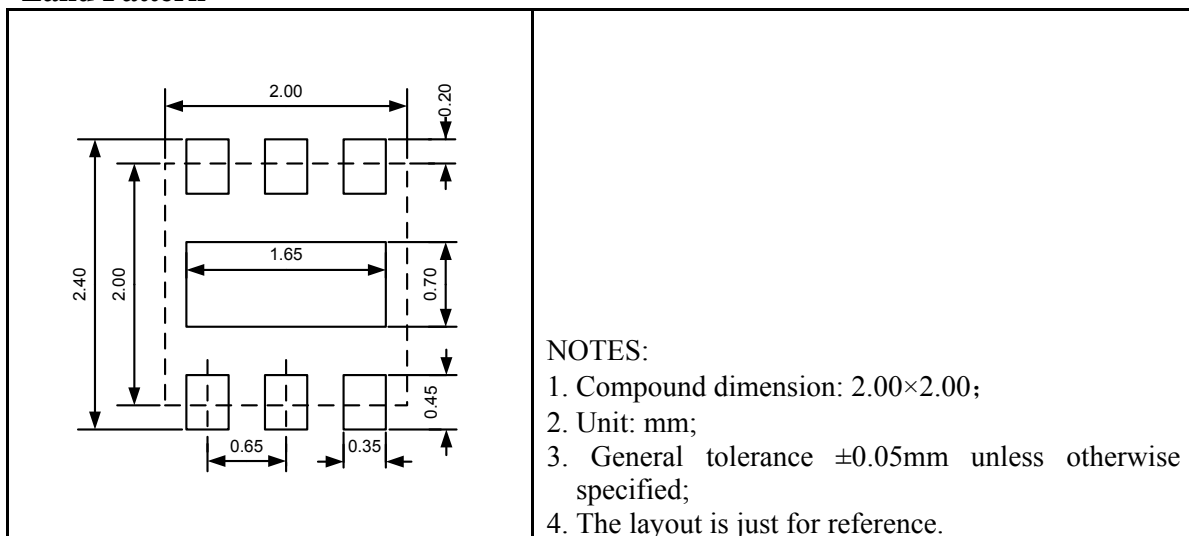 Land Pattern
2.00
0.20
2.40
2.00
1.65
0.70
0.45
0.65
0.35
NOTES:
1. Compound dimension: 2.00×2.00;
2. Unit: mm;
3. General tolerance ±0.05mm unless otherwise
specified;
4. The layout is just for reference.